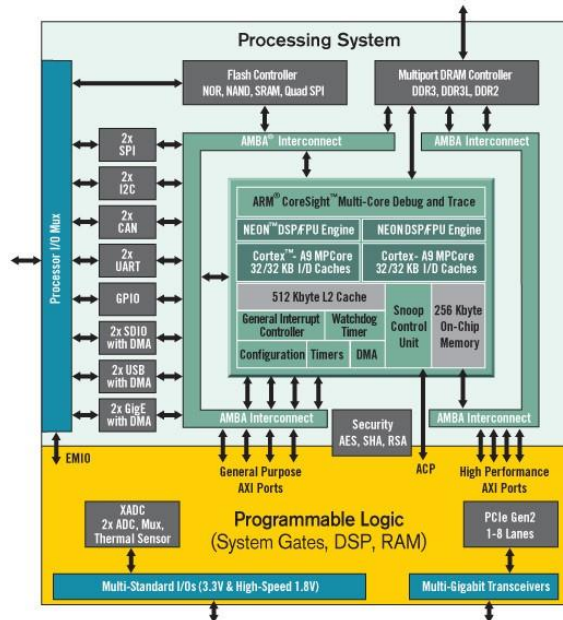 Processing System
Flash Controller
NOR, NAND, SRAM, Quad SPI
Multiport DRAM Controller
DDR3, DDR3L, DDR2
AMBA® Interconnect
AMBA Interconnect
Processor I/O Mux
2x
SPI
2x
I2C
2x
CAN
2x
UART
GPIO
2x SDIO
with DMA
2x USB
with DMA
2x GigE
with DMA
ARM® CoreSight™ Multi-Core Debug and Trace
NEON™ DSP/FPU Engine
NEON DSP/FPU Engine
Cortex™- A9 MPCore
32/32 KB I/D Caches
Cortex- A9 MPCore
32/32 KB I/D Caches
512 Kbyte L2 Cache
General Interrupt
Controller
Watchdog
Timer
Configuration
Timers
DMA
Snoop
Control
Unit
256 Kbyte
On-Chip
Memory
AMBA Interconnect
AMBA Interconnect
Security
AES, SHA, RSA
EMIO
General Purpose
AXI Ports
ACP
High Performance
AXI Ports
XADC
2x ADC, Mux,
Thermal Sensor
Programmable Logic
(System Gates, DSP, RAM)
PCIe Gen2
1-8 Lanes
Multi-Standard I/Os (3.3V & High-Speed 1.8V)
Multi-Gigabit Transceivers